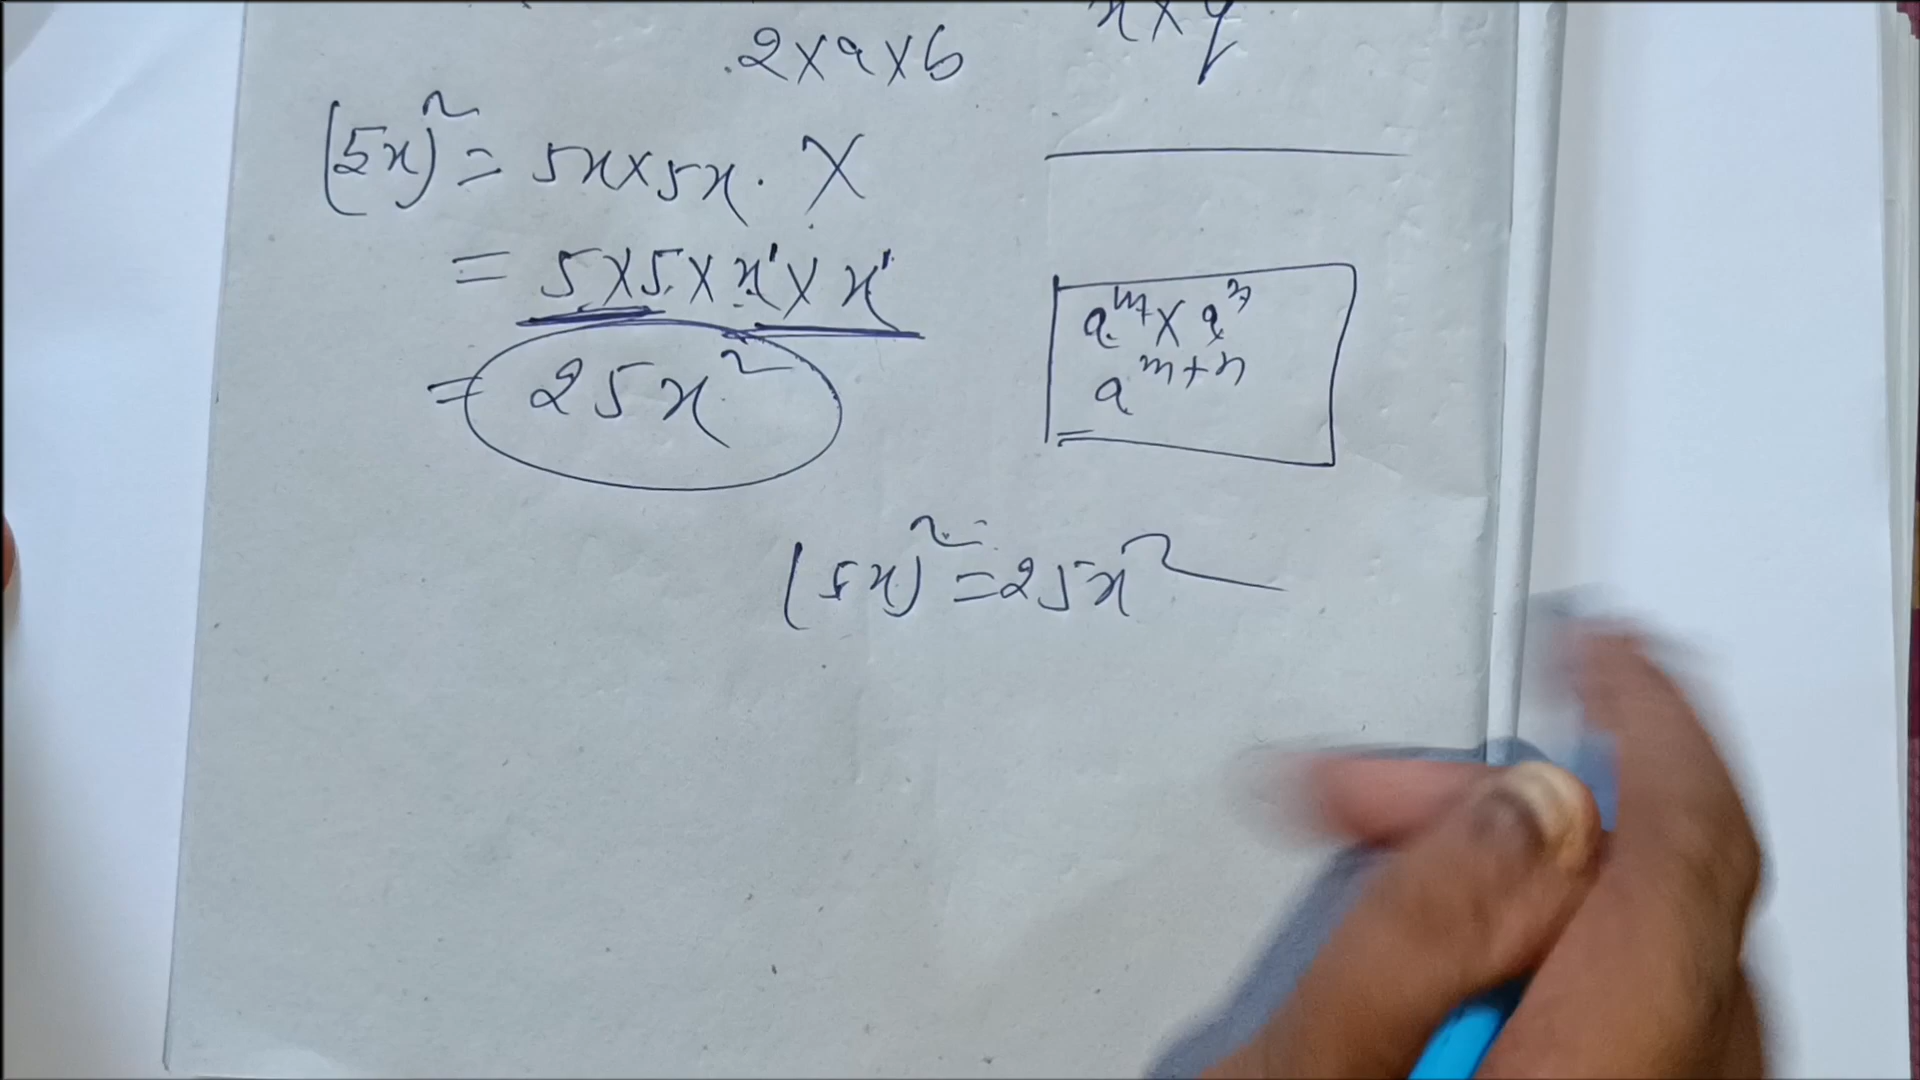 2×a×b
x×y
(5x)² = 5x×5x. X
= 5×5×x¹×x¹
= 25x²
aᵐ×aⁿ
aᵐ⁺ⁿ
(5x)² = 25x²